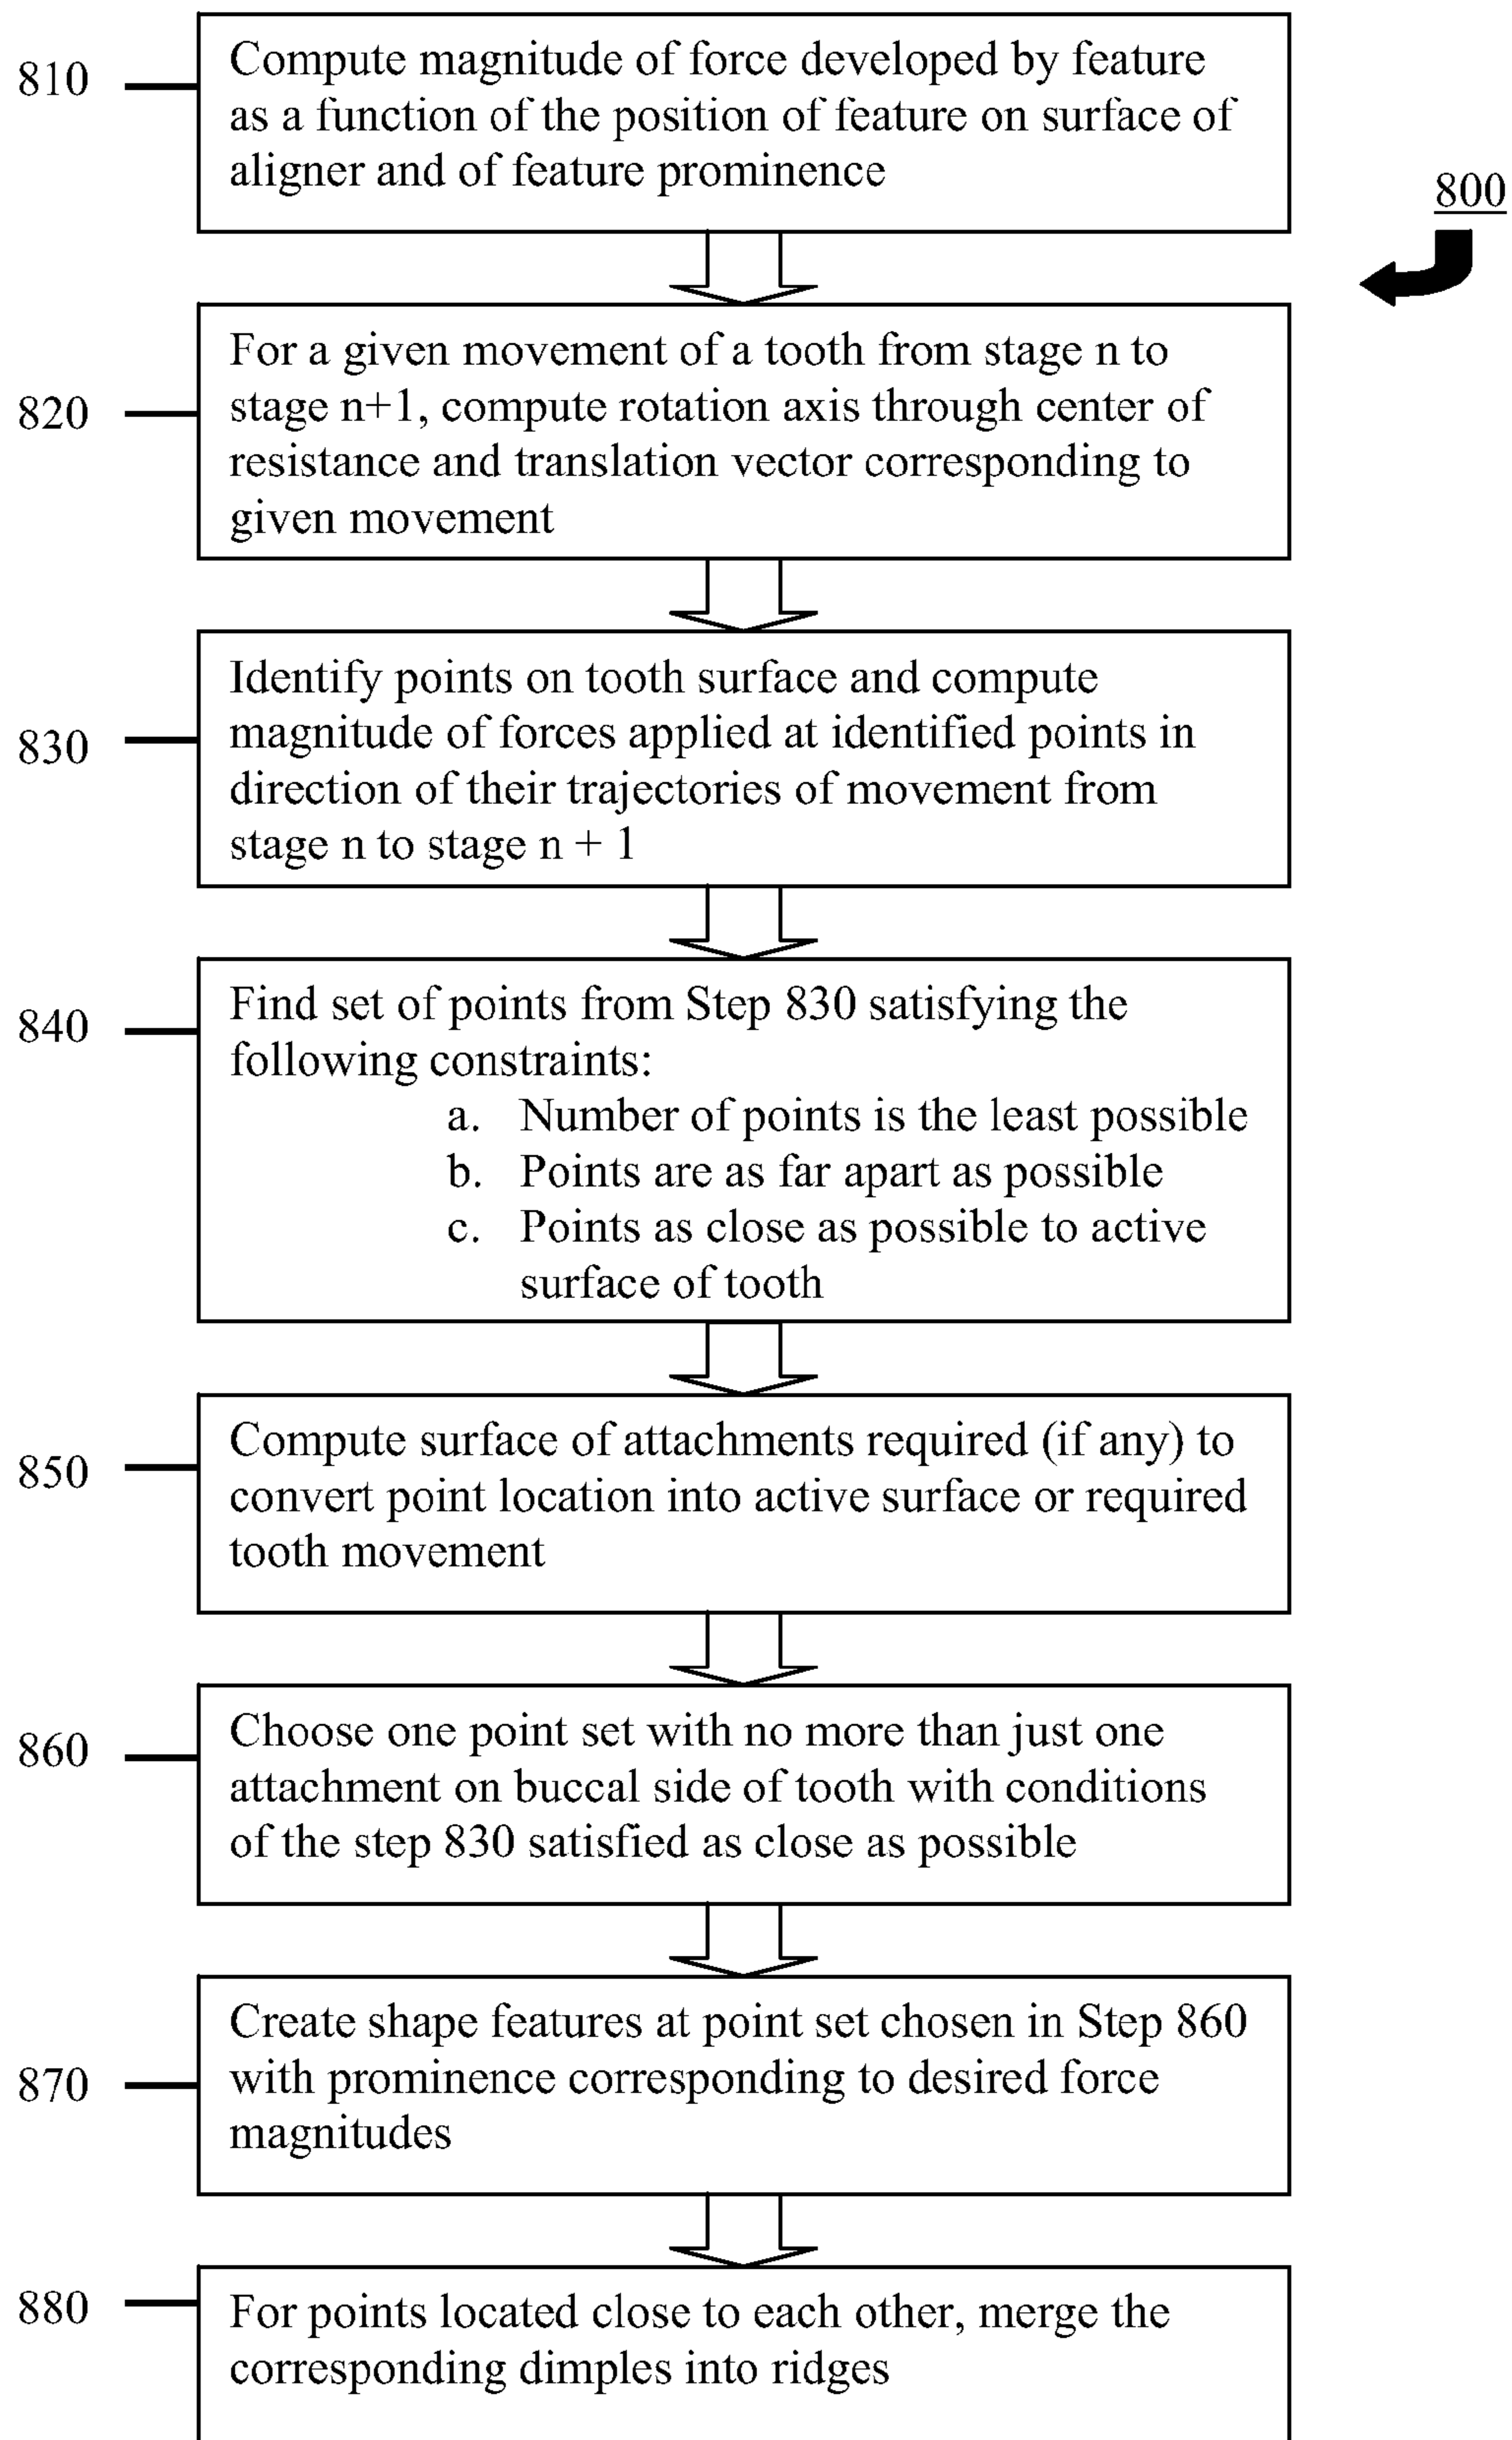 810
Compute magnitude of force developed by feature
as a function of the position of feature on surface of
aligner and of feature prominence
800
820
For a given movement of a tooth from stage n to
stage n+1, compute rotation axis through center of
resistance and translation vector corresponding to
given movement
830
Identify points on tooth surface and compute
magnitude of forces applied at identified points in
direction of their trajectories of movement from
stage n to stage n + 1
840
Find set of points from Step 830 satisfying the
following constraints:
a. Number of points is the least possible
b. Points are as far apart as possible
c. Points as close as possible to active
surface of tooth
850
Compute surface of attachments required (if any) to
convert point location into active surface or required
tooth movement
860
Choose one point set with no more than just one
attachment on buccal side of tooth with conditions
of the step 830 satisfied as close as possible
870
Create shape features at point set chosen in Step 860
with prominence corresponding to desired force
magnitudes
880
For points located close to each other, merge the
corresponding dimples into ridges